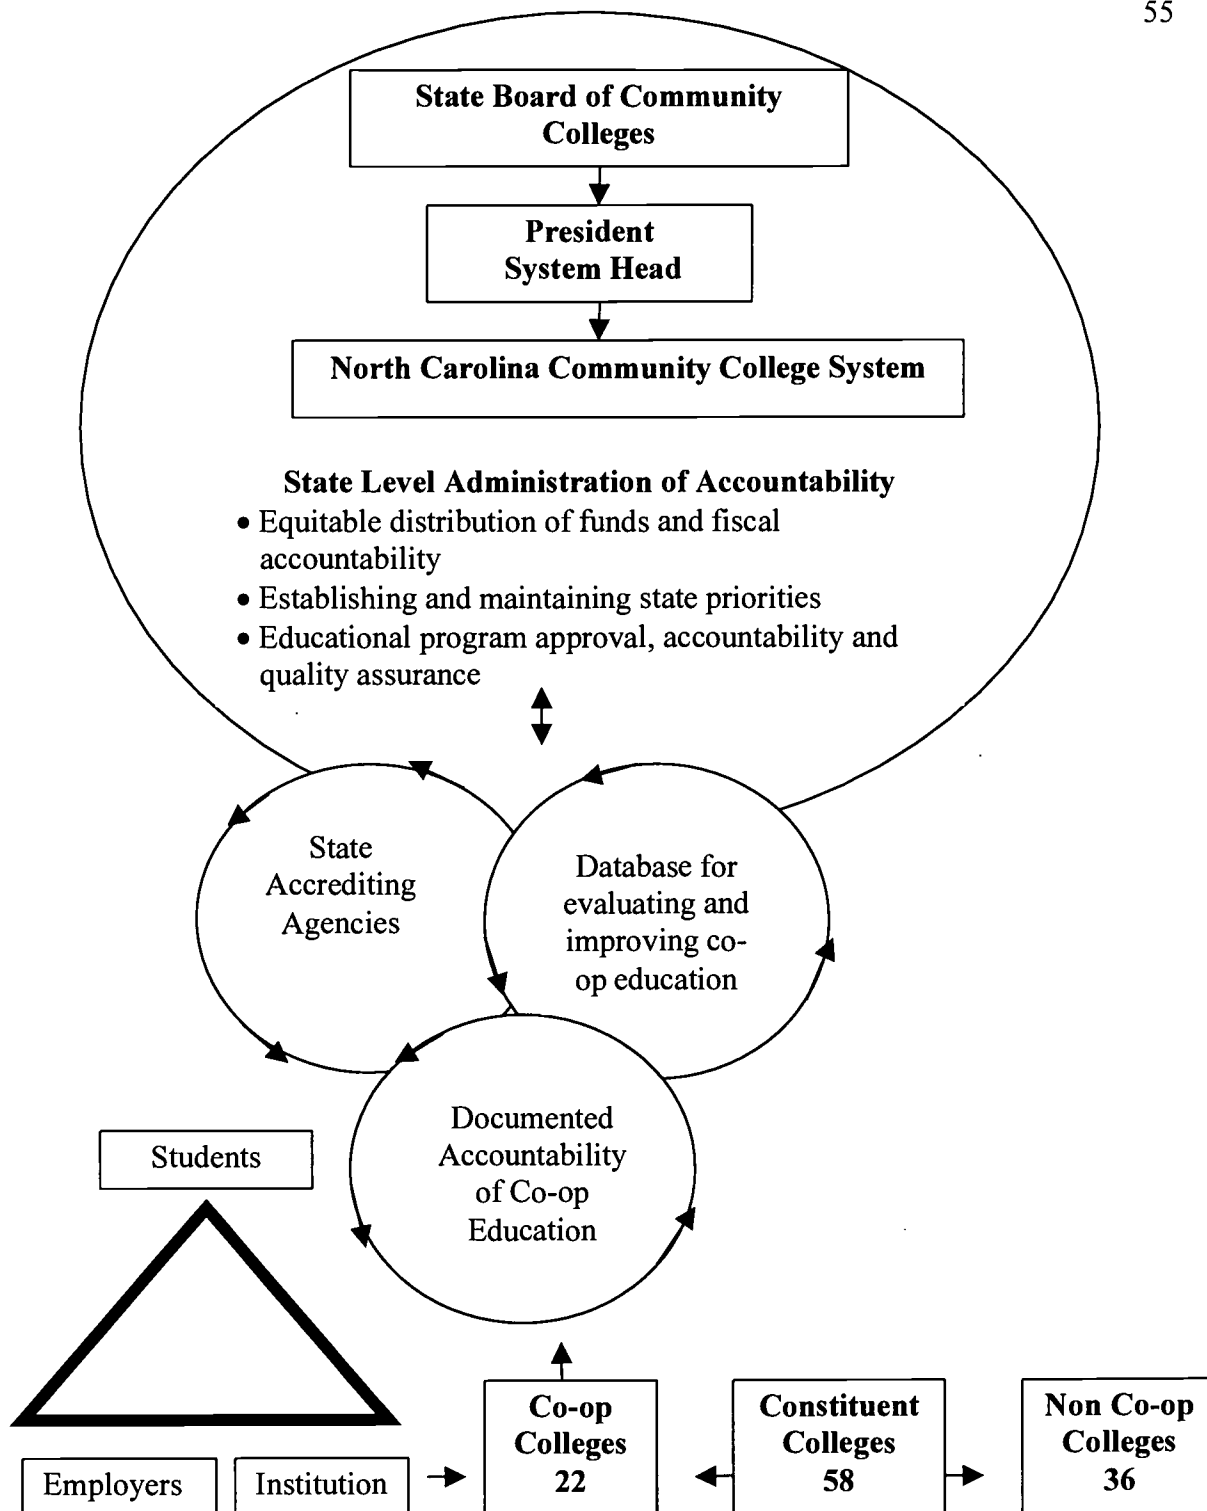 55
State Board of Community
Colleges
President
System Head
North Carolina Community College System
State Level Administration of Accountability
• Equitable distribution of funds and fiscal
accountability
• Establishing and maintaining state priorities
• Educational program approval, accountability and
quality assurance
State
Accrediting
Agencies
Database for
evaluating and
improving co-
op education
Documented
Accountability
of Co-op
Education
Students
Employers
Institution
Co-op
Colleges
22
Constituent
Colleges
58
Non Co-op
Colleges
36